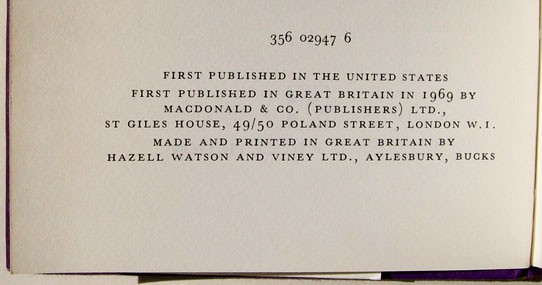 356 02947 6
FIRST PUBLISHED IN THE UNITED STATES
FIRST PUBLISHED IN GREAT BRITAIN IN 1969 BY
MACDONALD & CO. (PUBLISHERS) LTD.,
ST GILES HOUSE, 49/50 POLAND STREET, LONDON W.1.
MADE AND PRINTED IN GREAT BRITAIN BY
HAZELL WATSON AND VINEY LTD., AYLESBURY, BUCKS